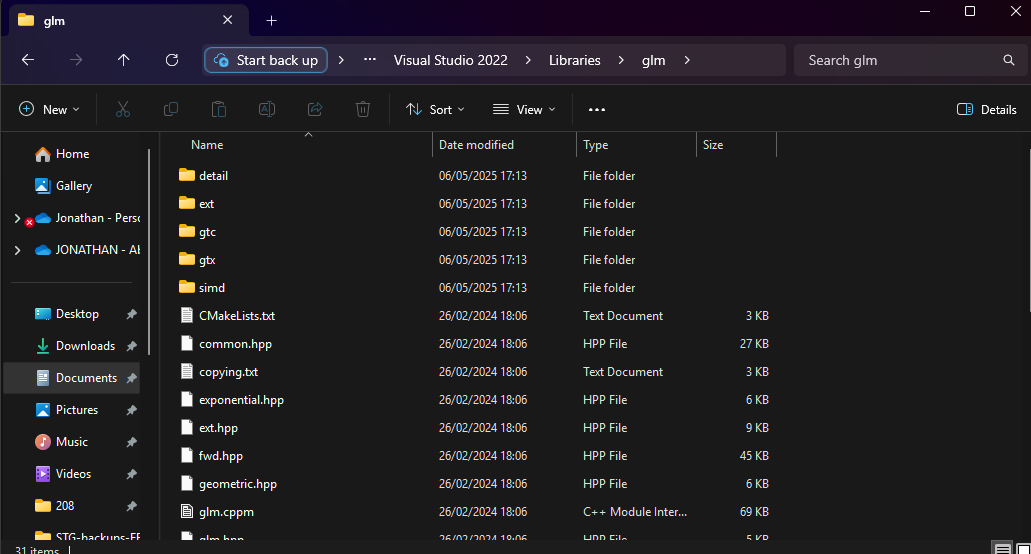 glm
Start back up > ... Visual Studio 2022 > Libraries > glm >
Search glm
New
Sort
View
Details
Name Date modified Type Size
Home
Gallery
Jonathan - Perso
JONATHAN - Al
Desktop
Downloads
Documents
Pictures
Music
Videos
208
STG-backups-FF
detail 06/05/2025 17:13 File folder
ext 06/05/2025 17:13 File folder
gtc 06/05/2025 17:13 File folder
gtx 06/05/2025 17:13 File folder
simd 06/05/2025 17:13 File folder
CMakeLists.txt 26/02/2024 18:06 Text Document 3 KB
common.hpp 26/02/2024 18:06 HPP File 27 KB
copying.txt 26/02/2024 18:06 Text Document 3 KB
exponential.hpp 26/02/2024 18:06 HPP File 6 KB
ext.hpp 26/02/2024 18:06 HPP File 9 KB
fwd.hpp 26/02/2024 18:06 HPP File 45 KB
geometric.hpp 26/02/2024 18:06 HPP File 6 KB
glm.cppm 26/02/2024 18:06 C++ Module Inter... 69 KB
glm.hpp 26/02/2024 18:06 HPP File 5 KB
31 items